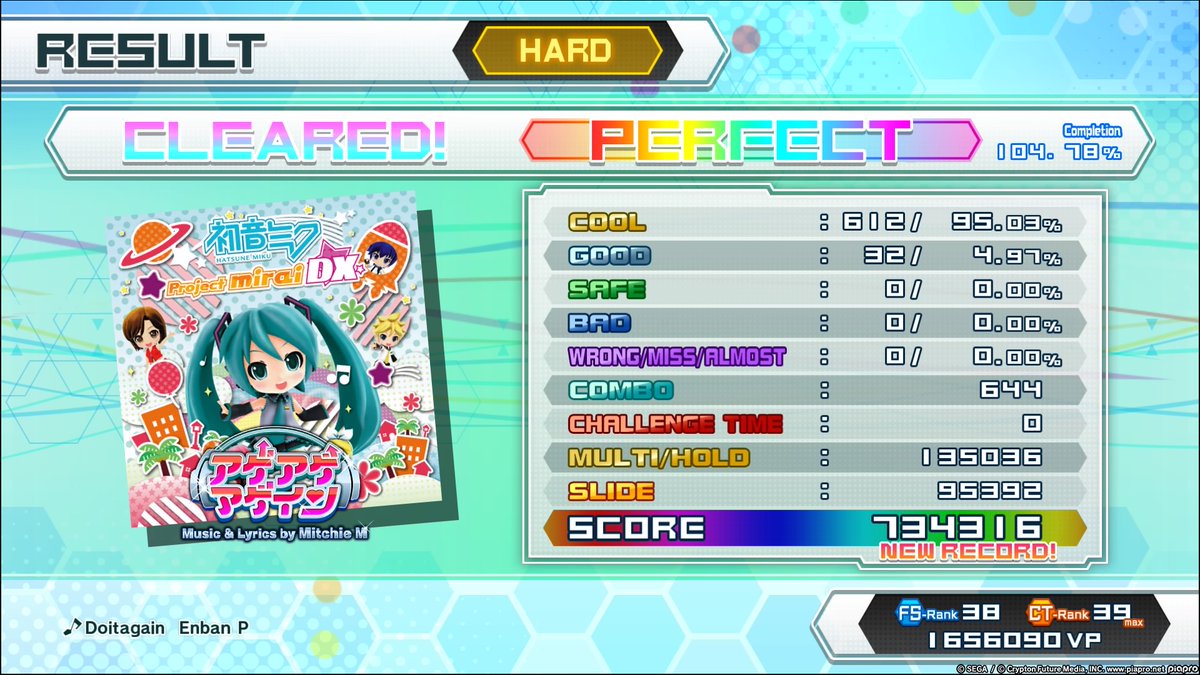 RESULT
HARD
CLEARED!
PERFECT
Completion
104.78%
初音ミク
HATSUNE MIKU
Project mirai DX
アゲアゲ
アゲイン
Music & Lyrics by Mitchie M
COOL : 612/ 95.03%
GOOD : 32/ 4.97%
SAFE : 0/ 0.00%
BAD : 0/ 0.00%
WRONG/MISS/ALMOST : 0/ 0.00%
COMBO : 644
CHALLENGE TIME : 0
MULTI/HOLD : 135036
SLIDE : 95392
SCORE 734316
NEW RECORD!
Doitagain Enban P
FS-Rank 38 CT-Rank 39 max
1656090 VP
© SEGA / © Crypton Future Media, INC. www.piapro.net piapro